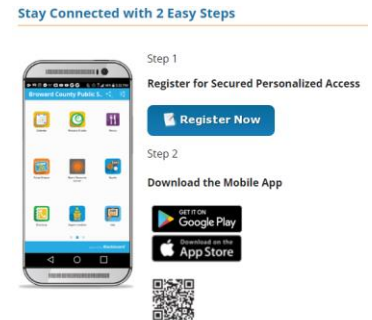 Stay Connected with 2 Easy Steps
Step 1
Register for Secured Personalized Access
Broward County Public S..
Register Now
Step 2
Download the Mobile App
GET IT ON
Google Play
Download on the
App Store